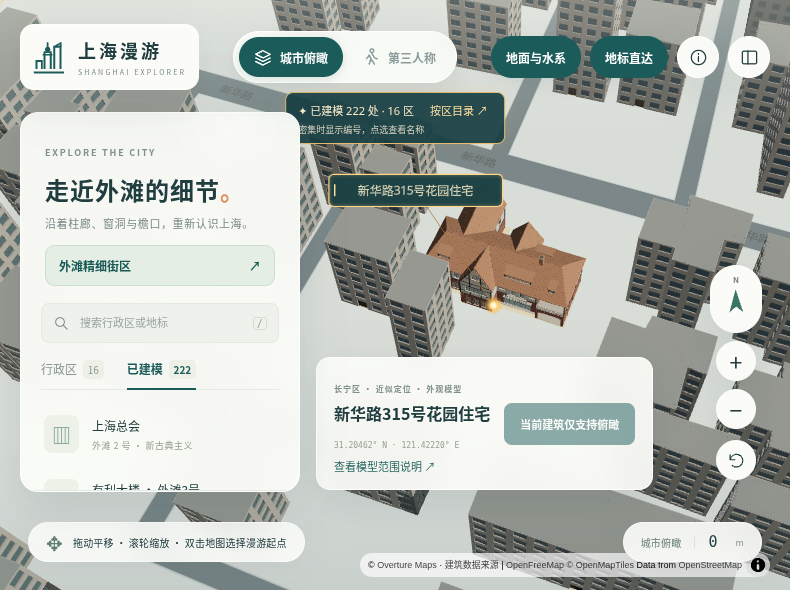 上海漫游
SHANGHAI EXPLORER
城市俯瞰
第三人称
地面与水系
地标直达
新华路
✦ 已建模 222 处 · 16 区 按区目录 ↗
密集时显示编号，点选查看名称
新华路
新华路315号花园住宅
EXPLORE THE CITY
走近外滩的细节。
沿着柱廊、窗洞与檐口，重新认识上海。
外滩精细街区 ↗
搜索行政区或地标 /
行政区 16 已建模 222
上海总会
外滩 2 号 · 新古典主义
有利大楼 · 外滩3号
N
+
−
长宁区 · 近似定位 · 外观模型
新华路315号花园住宅
31.20462° N · 121.42220° E
查看模型范围说明 ↗
当前建筑仅支持俯瞰
拖动平移 · 滚轮缩放 · 双击地图选择漫游起点
城市俯瞰 0 m
© Overture Maps · 建筑数据来源 | OpenFreeMap © OpenMapTiles Data from OpenStreetMap